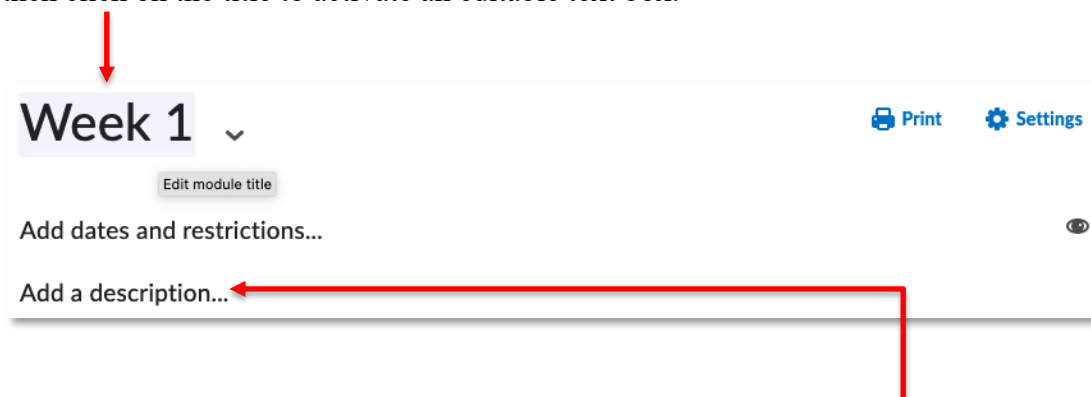 Week 1
Print Settings
Edit module title
Add dates and restrictions...
Add a description...